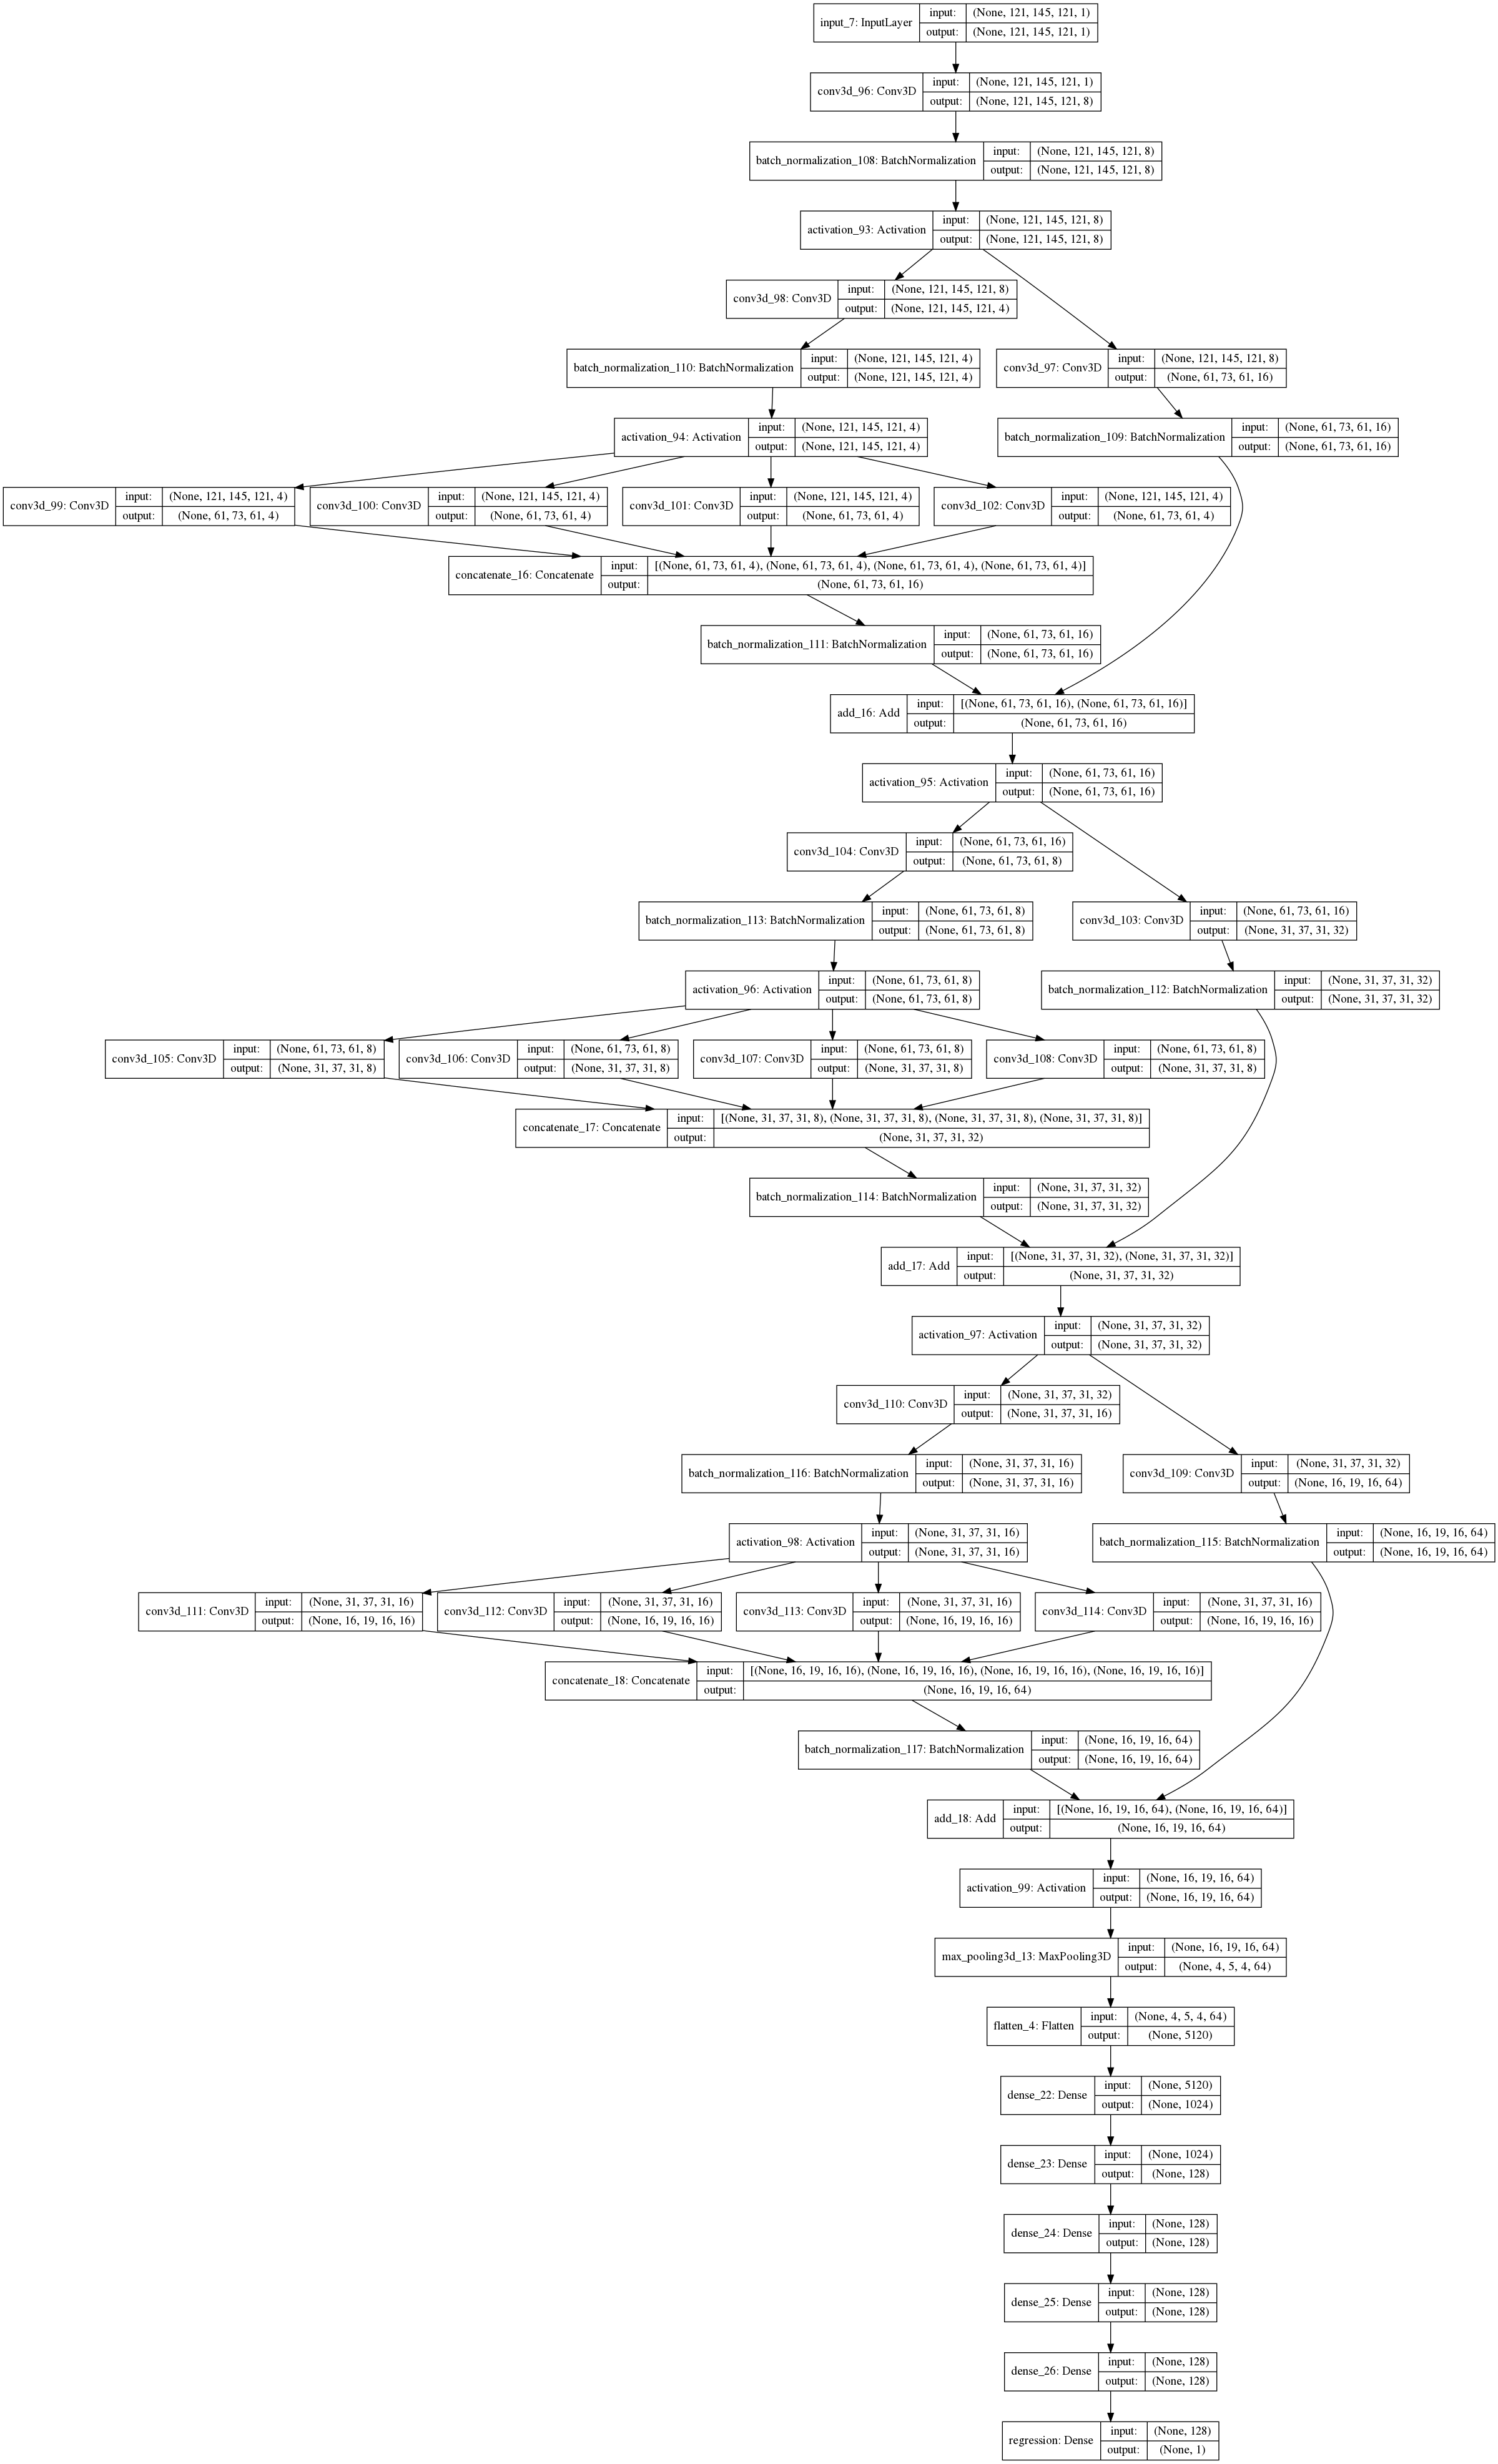 input_7: InputLayer
input: (None, 121, 145, 121, 1)
output: (None, 121, 145, 121, 1)
conv3d_96: Conv3D
input: (None, 121, 145, 121, 1)
output: (None, 121, 145, 121, 8)
batch_normalization_108: BatchNormalization
input: (None, 121, 145, 121, 8)
output: (None, 121, 145, 121, 8)
activation_93: Activation
input: (None, 121, 145, 121, 8)
output: (None, 121, 145, 121, 8)
conv3d_98: Conv3D
input: (None, 121, 145, 121, 8)
output: (None, 121, 145, 121, 4)
batch_normalization_110: BatchNormalization
input: (None, 121, 145, 121, 4)
output: (None, 121, 145, 121, 4)
conv3d_97: Conv3D
input: (None, 121, 145, 121, 8)
output: (None, 61, 73, 61, 16)
activation_94: Activation
input: (None, 121, 145, 121, 4)
output: (None, 121, 145, 121, 4)
batch_normalization_109: BatchNormalization
input: (None, 61, 73, 61, 16)
output: (None, 61, 73, 61, 16)
conv3d_99: Conv3D
input: (None, 121, 145, 121, 4)
output: (None, 61, 73, 61, 4)
conv3d_100: Conv3D
input: (None, 121, 145, 121, 4)
output: (None, 61, 73, 61, 4)
conv3d_101: Conv3D
input: (None, 121, 145, 121, 4)
output: (None, 61, 73, 61, 4)
conv3d_102: Conv3D
input: (None, 121, 145, 121, 4)
output: (None, 61, 73, 61, 4)
concatenate_16: Concatenate
input: [(None, 61, 73, 61, 4), (None, 61, 73, 61, 4), (None, 61, 73, 61, 4), (None, 61, 73, 61, 4)]
output: (None, 61, 73, 61, 16)
batch_normalization_111: BatchNormalization
input: (None, 61, 73, 61, 16)
output: (None, 61, 73, 61, 16)
add_16: Add
input: [(None, 61, 73, 61, 16), (None, 61, 73, 61, 16)]
output: (None, 61, 73, 61, 16)
activation_95: Activation
input: (None, 61, 73, 61, 16)
output: (None, 61, 73, 61, 16)
conv3d_104: Conv3D
input: (None, 61, 73, 61, 16)
output: (None, 61, 73, 61, 8)
batch_normalization_113: BatchNormalization
input: (None, 61, 73, 61, 8)
output: (None, 61, 73, 61, 8)
conv3d_103: Conv3D
input: (None, 61, 73, 61, 16)
output: (None, 31, 37, 31, 32)
activation_96: Activation
input: (None, 61, 73, 61, 8)
output: (None, 61, 73, 61, 8)
batch_normalization_112: BatchNormalization
input: (None, 31, 37, 31, 32)
output: (None, 31, 37, 31, 32)
conv3d_105: Conv3D
input: (None, 61, 73, 61, 8)
output: (None, 31, 37, 31, 8)
conv3d_106: Conv3D
input: (None, 61, 73, 61, 8)
output: (None, 31, 37, 31, 8)
conv3d_107: Conv3D
input: (None, 61, 73, 61, 8)
output: (None, 31, 37, 31, 8)
conv3d_108: Conv3D
input: (None, 61, 73, 61, 8)
output: (None, 31, 37, 31, 8)
concatenate_17: Concatenate
input: [(None, 31, 37, 31, 8), (None, 31, 37, 31, 8), (None, 31, 37, 31, 8), (None, 31, 37, 31, 8)]
output: (None, 31, 37, 31, 32)
batch_normalization_114: BatchNormalization
input: (None, 31, 37, 31, 32)
output: (None, 31, 37, 31, 32)
add_17: Add
input: [(None, 31, 37, 31, 32), (None, 31, 37, 31, 32)]
output: (None, 31, 37, 31, 32)
activation_97: Activation
input: (None, 31, 37, 31, 32)
output: (None, 31, 37, 31, 32)
conv3d_110: Conv3D
input: (None, 31, 37, 31, 32)
output: (None, 31, 37, 31, 16)
batch_normalization_116: BatchNormalization
input: (None, 31, 37, 31, 16)
output: (None, 31, 37, 31, 16)
conv3d_109: Conv3D
input: (None, 31, 37, 31, 32)
output: (None, 16, 19, 16, 64)
activation_98: Activation
input: (None, 31, 37, 31, 16)
output: (None, 31, 37, 31, 16)
batch_normalization_115: BatchNormalization
input: (None, 16, 19, 16, 64)
output: (None, 16, 19, 16, 64)
conv3d_111: Conv3D
input: (None, 31, 37, 31, 16)
output: (None, 16, 19, 16, 16)
conv3d_112: Conv3D
input: (None, 31, 37, 31, 16)
output: (None, 16, 19, 16, 16)
conv3d_113: Conv3D
input: (None, 31, 37, 31, 16)
output: (None, 16, 19, 16, 16)
conv3d_114: Conv3D
input: (None, 31, 37, 31, 16)
output: (None, 16, 19, 16, 16)
concatenate_18: Concatenate
input: [(None, 16, 19, 16, 16), (None, 16, 19, 16, 16), (None, 16, 19, 16, 16), (None, 16, 19, 16, 16)]
output: (None, 16, 19, 16, 64)
batch_normalization_117: BatchNormalization
input: (None, 16, 19, 16, 64)
output: (None, 16, 19, 16, 64)
add_18: Add
input: [(None, 16, 19, 16, 64), (None, 16, 19, 16, 64)]
output: (None, 16, 19, 16, 64)
activation_99: Activation
input: (None, 16, 19, 16, 64)
output: (None, 16, 19, 16, 64)
max_pooling3d_13: MaxPooling3D
input: (None, 16, 19, 16, 64)
output: (None, 4, 5, 4, 64)
flatten_4: Flatten
input: (None, 4, 5, 4, 64)
output: (None, 5120)
dense_22: Dense
input: (None, 5120)
output: (None, 1024)
dense_23: Dense
input: (None, 1024)
output: (None, 128)
dense_24: Dense
input: (None, 128)
output: (None, 128)
dense_25: Dense
input: (None, 128)
output: (None, 128)
dense_26: Dense
input: (None, 128)
output: (None, 128)
regression: Dense
input: (None, 128)
output: (None, 1)